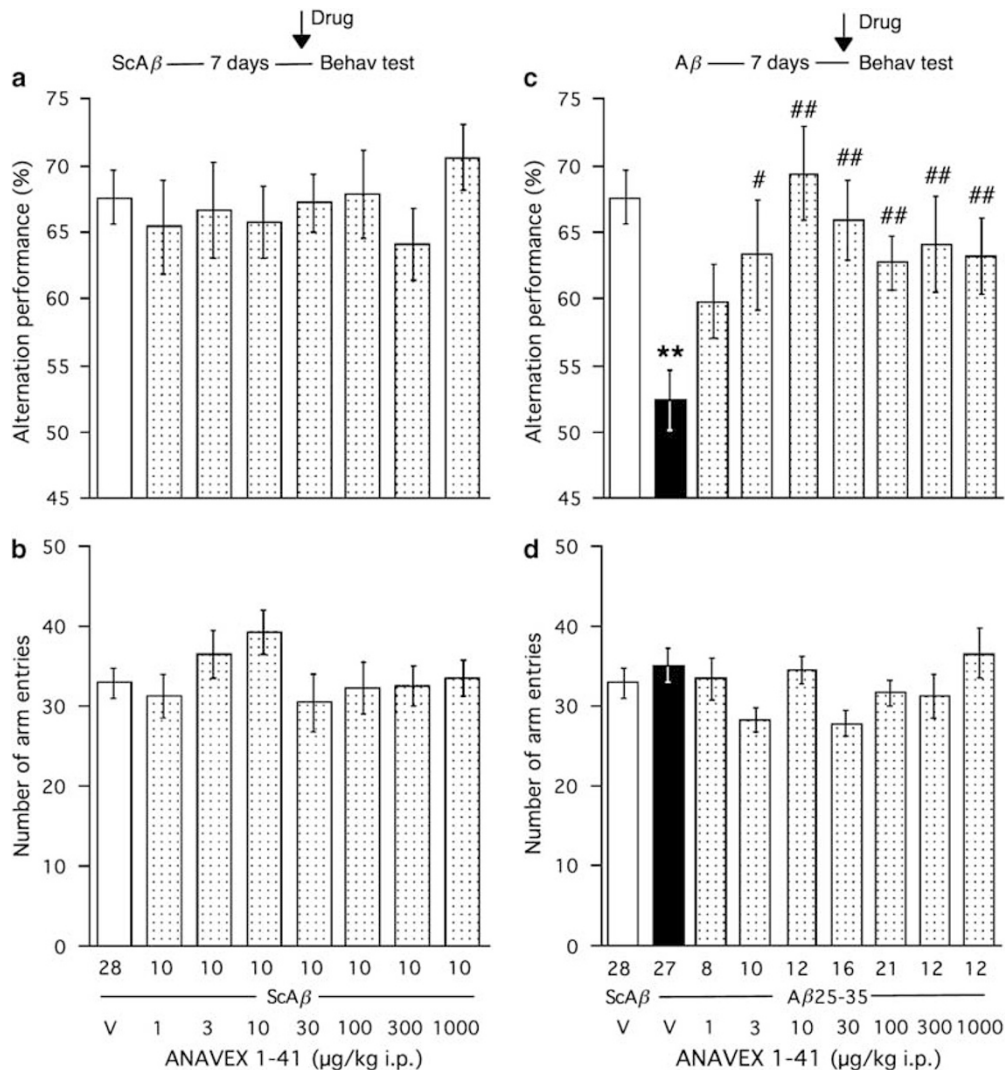 Drug
ScAβ 7 days Behav test
a
Alternation performance (%)
75
70
65
60
55
50
45
b
Number of arm entries
50
40
30
20
10
0
28 10 10 10 10 10 10 10
ScAβ
V 1 3 10 30 100 300 1000
ANAVEX 1-41 (µg/kg i.p.)
Drug
Aβ 7 days Behav test
c
Alternation performance (%)
75
70
65
60
55
50
45
** # ## ## ## ## ##
d
Number of arm entries
50
40
30
20
10
0
28 27 8 10 12 16 21 12 12
ScAβ Aβ25-35
V V 1 3 10 30 100 300 1000
ANAVEX 1-41 (µg/kg i.p.)